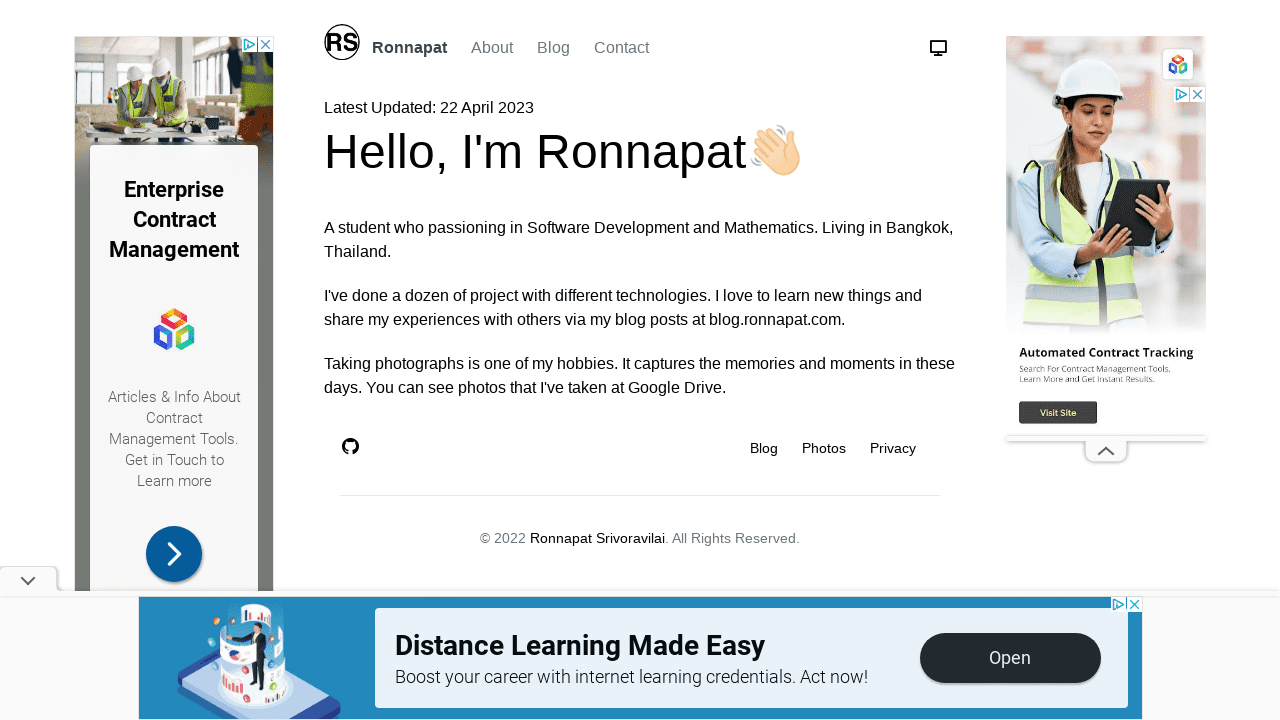 RS
Ronnapat About Blog Contact
Latest Updated: 22 April 2023
Hello, I'm Ronnapat
A student who passioning in Software Development and Mathematics. Living in Bangkok,
Thailand.
I've done a dozen of project with different technologies. I love to learn new things and
share my experiences with others via my blog posts at blog.ronnapat.com.
Taking photographs is one of my hobbies. It captures the memories and moments in these
days. You can see photos that I've taken at Google Drive.
Blog Photos Privacy
© 2022 Ronnapat Srivoravilai. All Rights Reserved.
Enterprise
Contract
Management
Articles & Info About
Contract
Management Tools.
Get in Touch to
Learn more
Automated Contract Tracking
Search For Contract Management Tools.
Learn More and Get Instant Results.
Visit Site
Distance Learning Made Easy
Boost your career with internet learning credentials. Act now!
Open